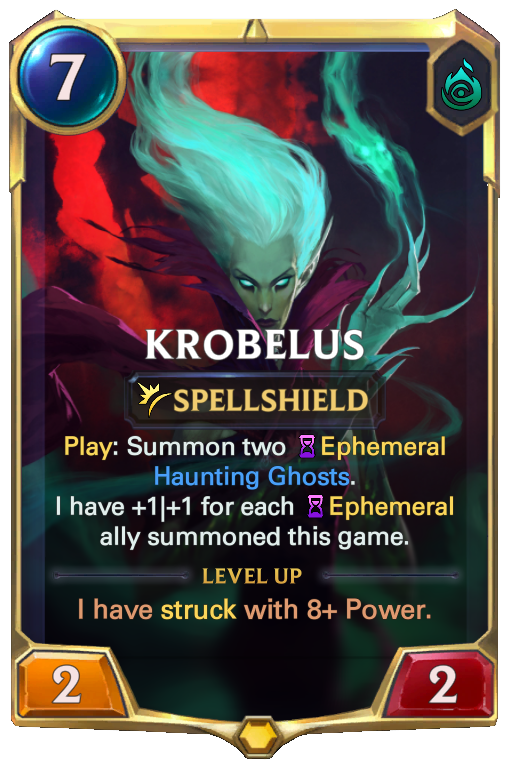 7
KROBELUS
SPELLSHIELD
Play: Summon two Ephemeral
Haunting Ghosts.
I have +1|+1 for each Ephemeral
ally summoned this game.
LEVEL UP
I have struck with 8+ Power.
2
2